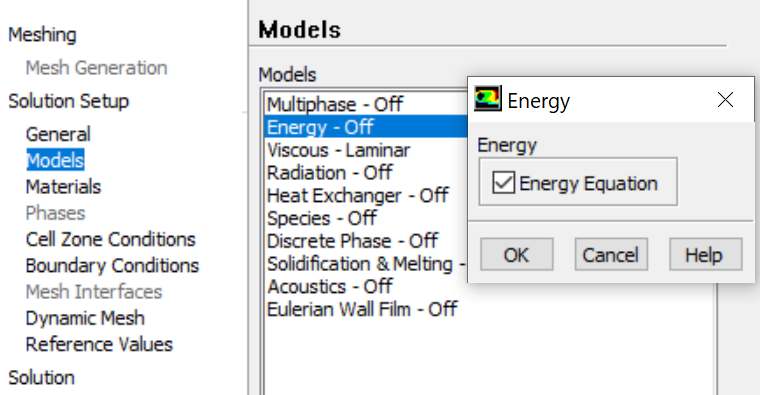 Meshing
Mesh Generation
Solution Setup
General
Models
Materials
Phases
Cell Zone Conditions
Boundary Conditions
Mesh Interfaces
Dynamic Mesh
Reference Values
Solution
Models
Models
Multiphase - Off
Energy - Off
Viscous - Laminar
Radiation - Off
Heat Exchanger - Off
Species - Off
Discrete Phase - Off
Solidification & Melting -
Acoustics - Off
Eulerian Wall Film - Off
Energy
Energy
Energy Equation
OK
Cancel
Help